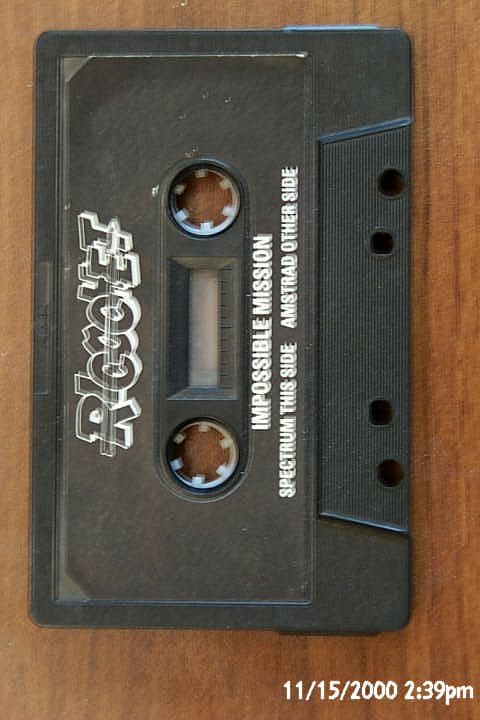 Ricochet
IMPOSSIBLE MISSION
SPECTRUM THIS SIDE AMSTRAD OTHER SIDE
11/15/2000 2:39pm